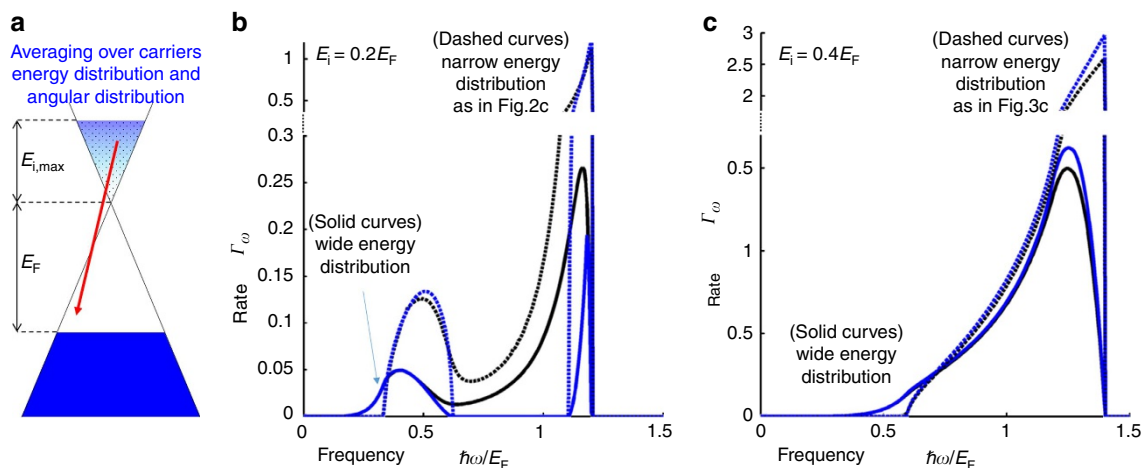 a
Averaging over carriers
energy distribution and
angular distribution
E_i,max
E_F
b
E_i = 0.2E_F
(Dashed curves)
narrow energy
distribution
as in Fig.2c
(Solid curves)
wide energy
distribution
Rate Γ_ω
1
0.5
0.3
0.25
0.2
0.15
0.1
0.05
0
0 0.5 1 1.5
Frequency ℏω/E_F
c
E_i = 0.4E_F
(Dashed curves)
narrow energy
distribution
as in Fig.3c
(Solid curves)
wide energy
distribution
Rate Γ_ω
3
2.5
2
0.5
1
0.5
0
0 0.5 1 1.5
Frequency ℏω/E_F